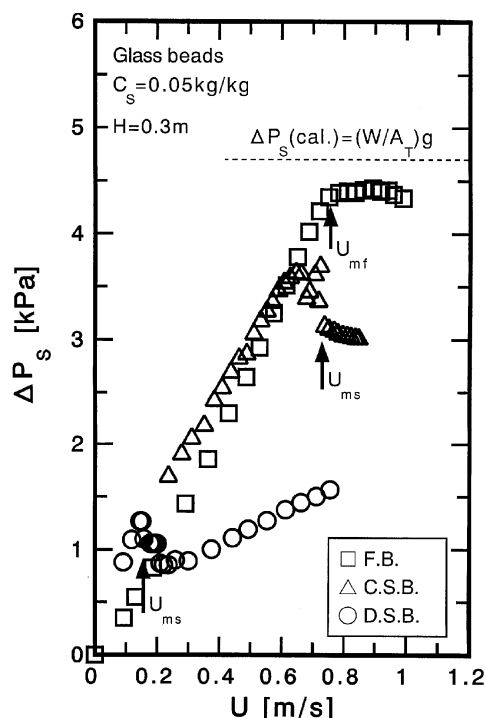 6
5
4
3
2
1
0
ΔP_S [kPa]
Glass beads
C_S=0.05kg/kg
H=0.3m
ΔP_S(cal.)=(W/A_T)g
U_mf
U_ms
U_ms
F.B.
C.S.B.
D.S.B.
0 0.2 0.4 0.6 0.8 1 1.2
U [m/s]